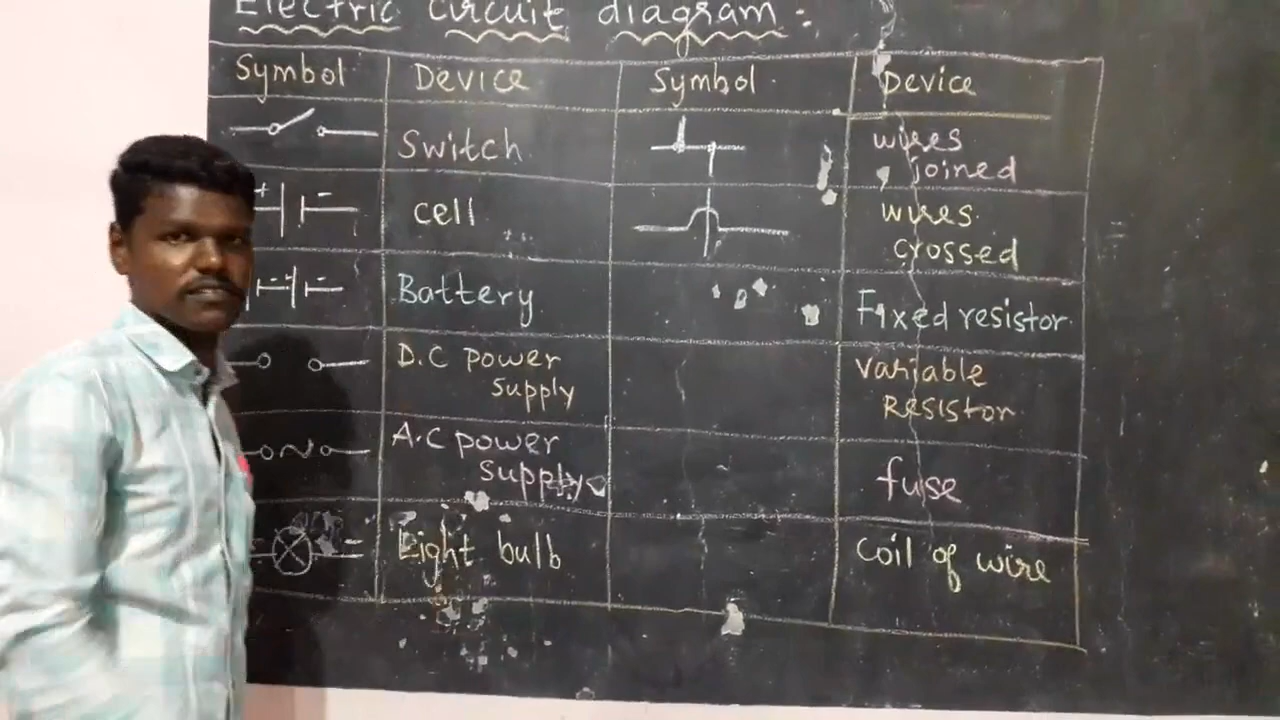 Electric circuit diagram:
Symbol Device Symbol Device
Switch wires
joined
+ -
cell wires
crossed
Battery Fixed resistor
D.C power variable
supply Resistor
A.C power
supply fuse
Light bulb coil of wire